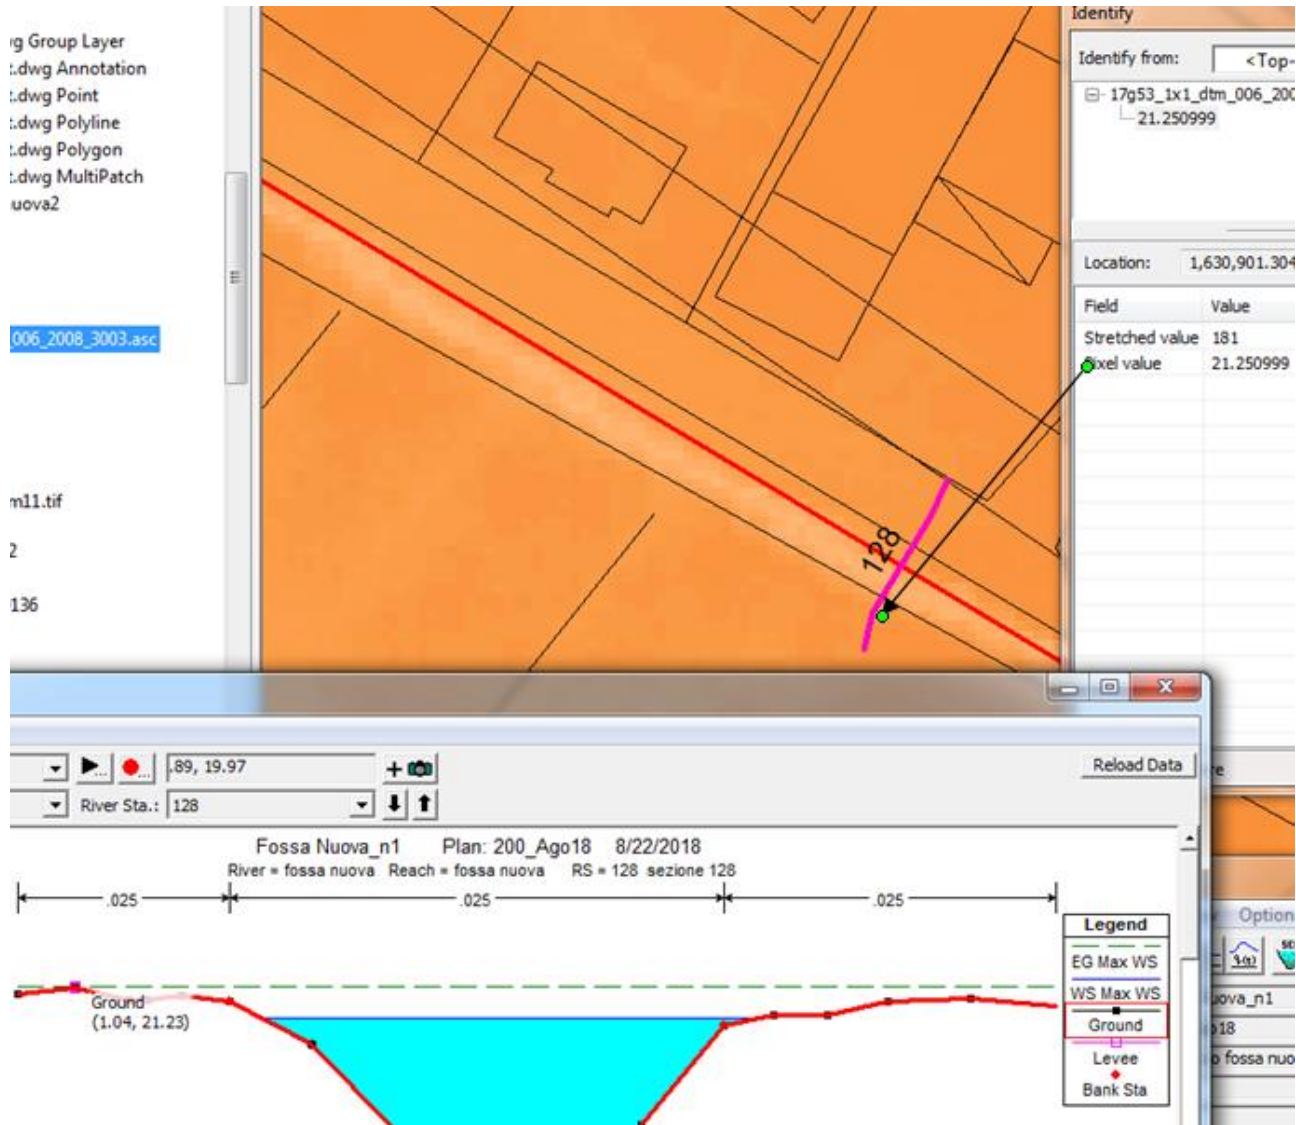 Identify
g Group Layer
.dwg Annotation
.dwg Point
.dwg Polyline
.dwg Polygon
.dwg MultiPatch
uova2
006_2008_3003.asc
m11.tif
2
136
Identify from:
<Top-
17g53_1x1_dtm_006_200
21.250999
Location:
1,630,901.304
Field Value
Stretched value 181
Pixel value 21.250999
128
.89, 19.97
Reload Data
re
River Sta.: 128
Fossa Nuova_n1 Plan: 200_Ago18 8/22/2018
River = fossa nuova Reach = fossa nuova RS = 128 sezione 128
.025 .025 .025
Legend
EG Max WS
WS Max WS
Ground
Levee
Bank Sta
Ground
(1.04, 21.23)
Option
uova_n1
o18
o fossa nuo